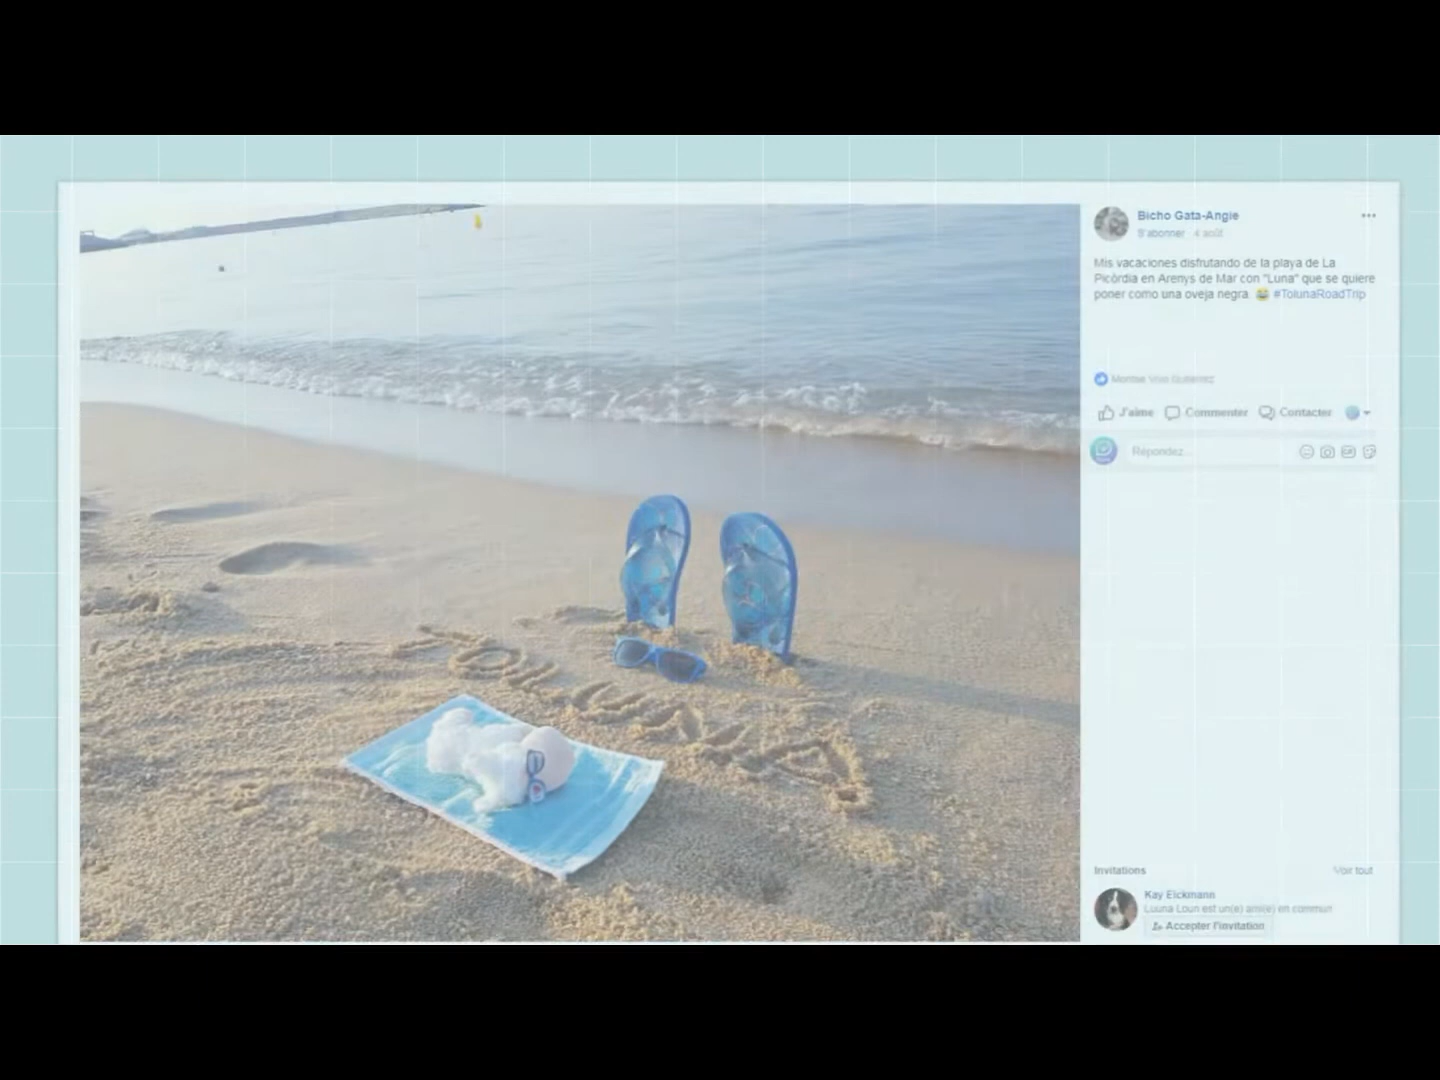 TOLUNA
Bicho Gata-Angie
S'abonner · 4 août
Mis vacaciones disfrutando de la playa de La
Picòrdia en Arenys de Mar con "Luna" que se quiere
poner como una oveja negra. 😂 #TolunaRoadTrip
J'aime Commenter Contacter
Répondez...
Invitations Voir tout
Kay Eickmann
Luuna Loun est un(e) ami(e) en commun
Accepter l'invitation